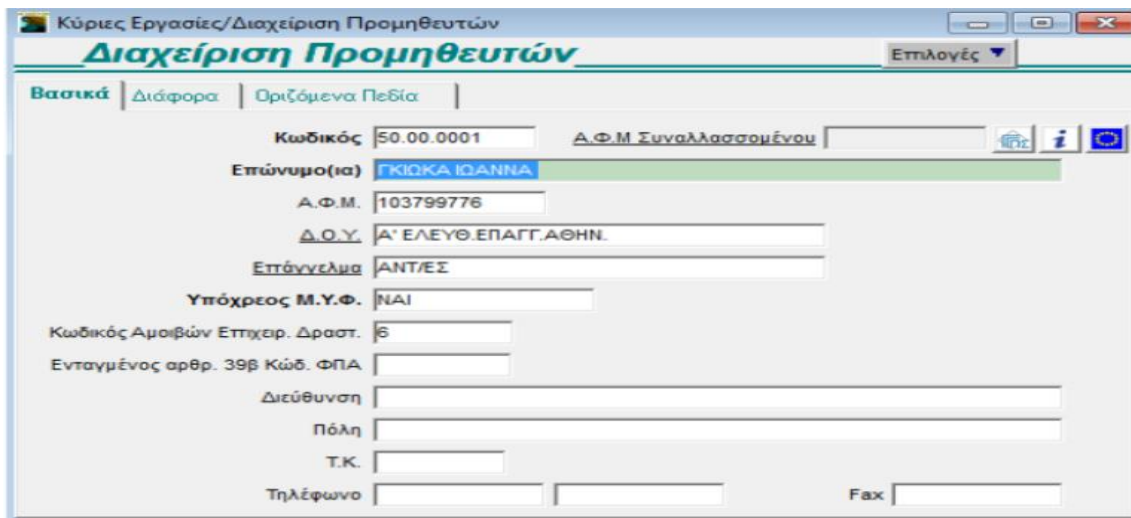 Κύριες Εργασίες/Διαχείριση Προμηθευτών
Διαχείριση Προμηθευτών Επιλογές
Βασικά Διάφορα Οριζόμενα Πεδία
Κωδικός 50.00.0001 Α.Φ.Μ Συναλλασσομένου
Επώνυμο(ια) ΓΚΙΩΚΑ ΙΩΑΝΝΑ
Α.Φ.Μ. 103799776
Δ.Ο.Υ. Α' ΕΛΕΥΘ.ΕΠΑΓΓ.ΑΘΗΝ.
Επάγγελμα ΑΝΤ/ΕΣ
Υπόχρεος Μ.Υ.Φ. ΝΑΙ
Κωδικός Αμοιβών Επιχειρ. Δραστ. 6
Ενταγμένος αρθρ. 39β Κώδ. ΦΠΑ
Διεύθυνση
Πόλη
Τ.Κ.
Τηλέφωνο Fax